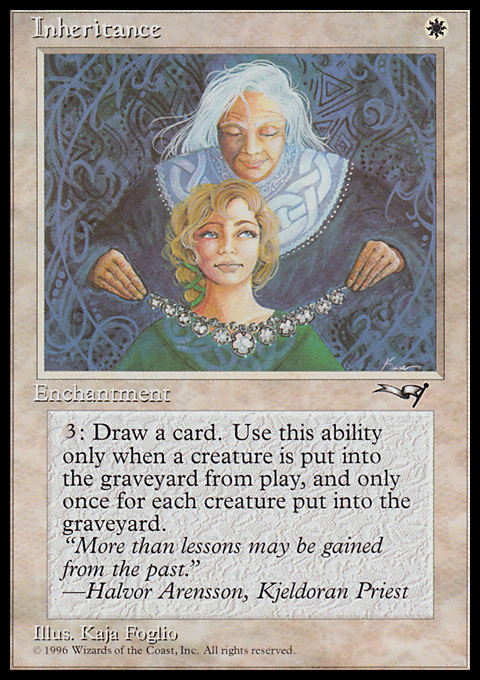 Inheritance
3: Draw a card. Use this ability
only when a creature is put into
the graveyard from play, and only
once for each creature put into the
graveyard.
“More than lessons may be gained
from the past.”
—Halvor Arensson, Kjeldoran Priest
Enchantment
Illus. Kaja Foglio
© 1996 Wizards of the Coast, Inc. All rights reserved.